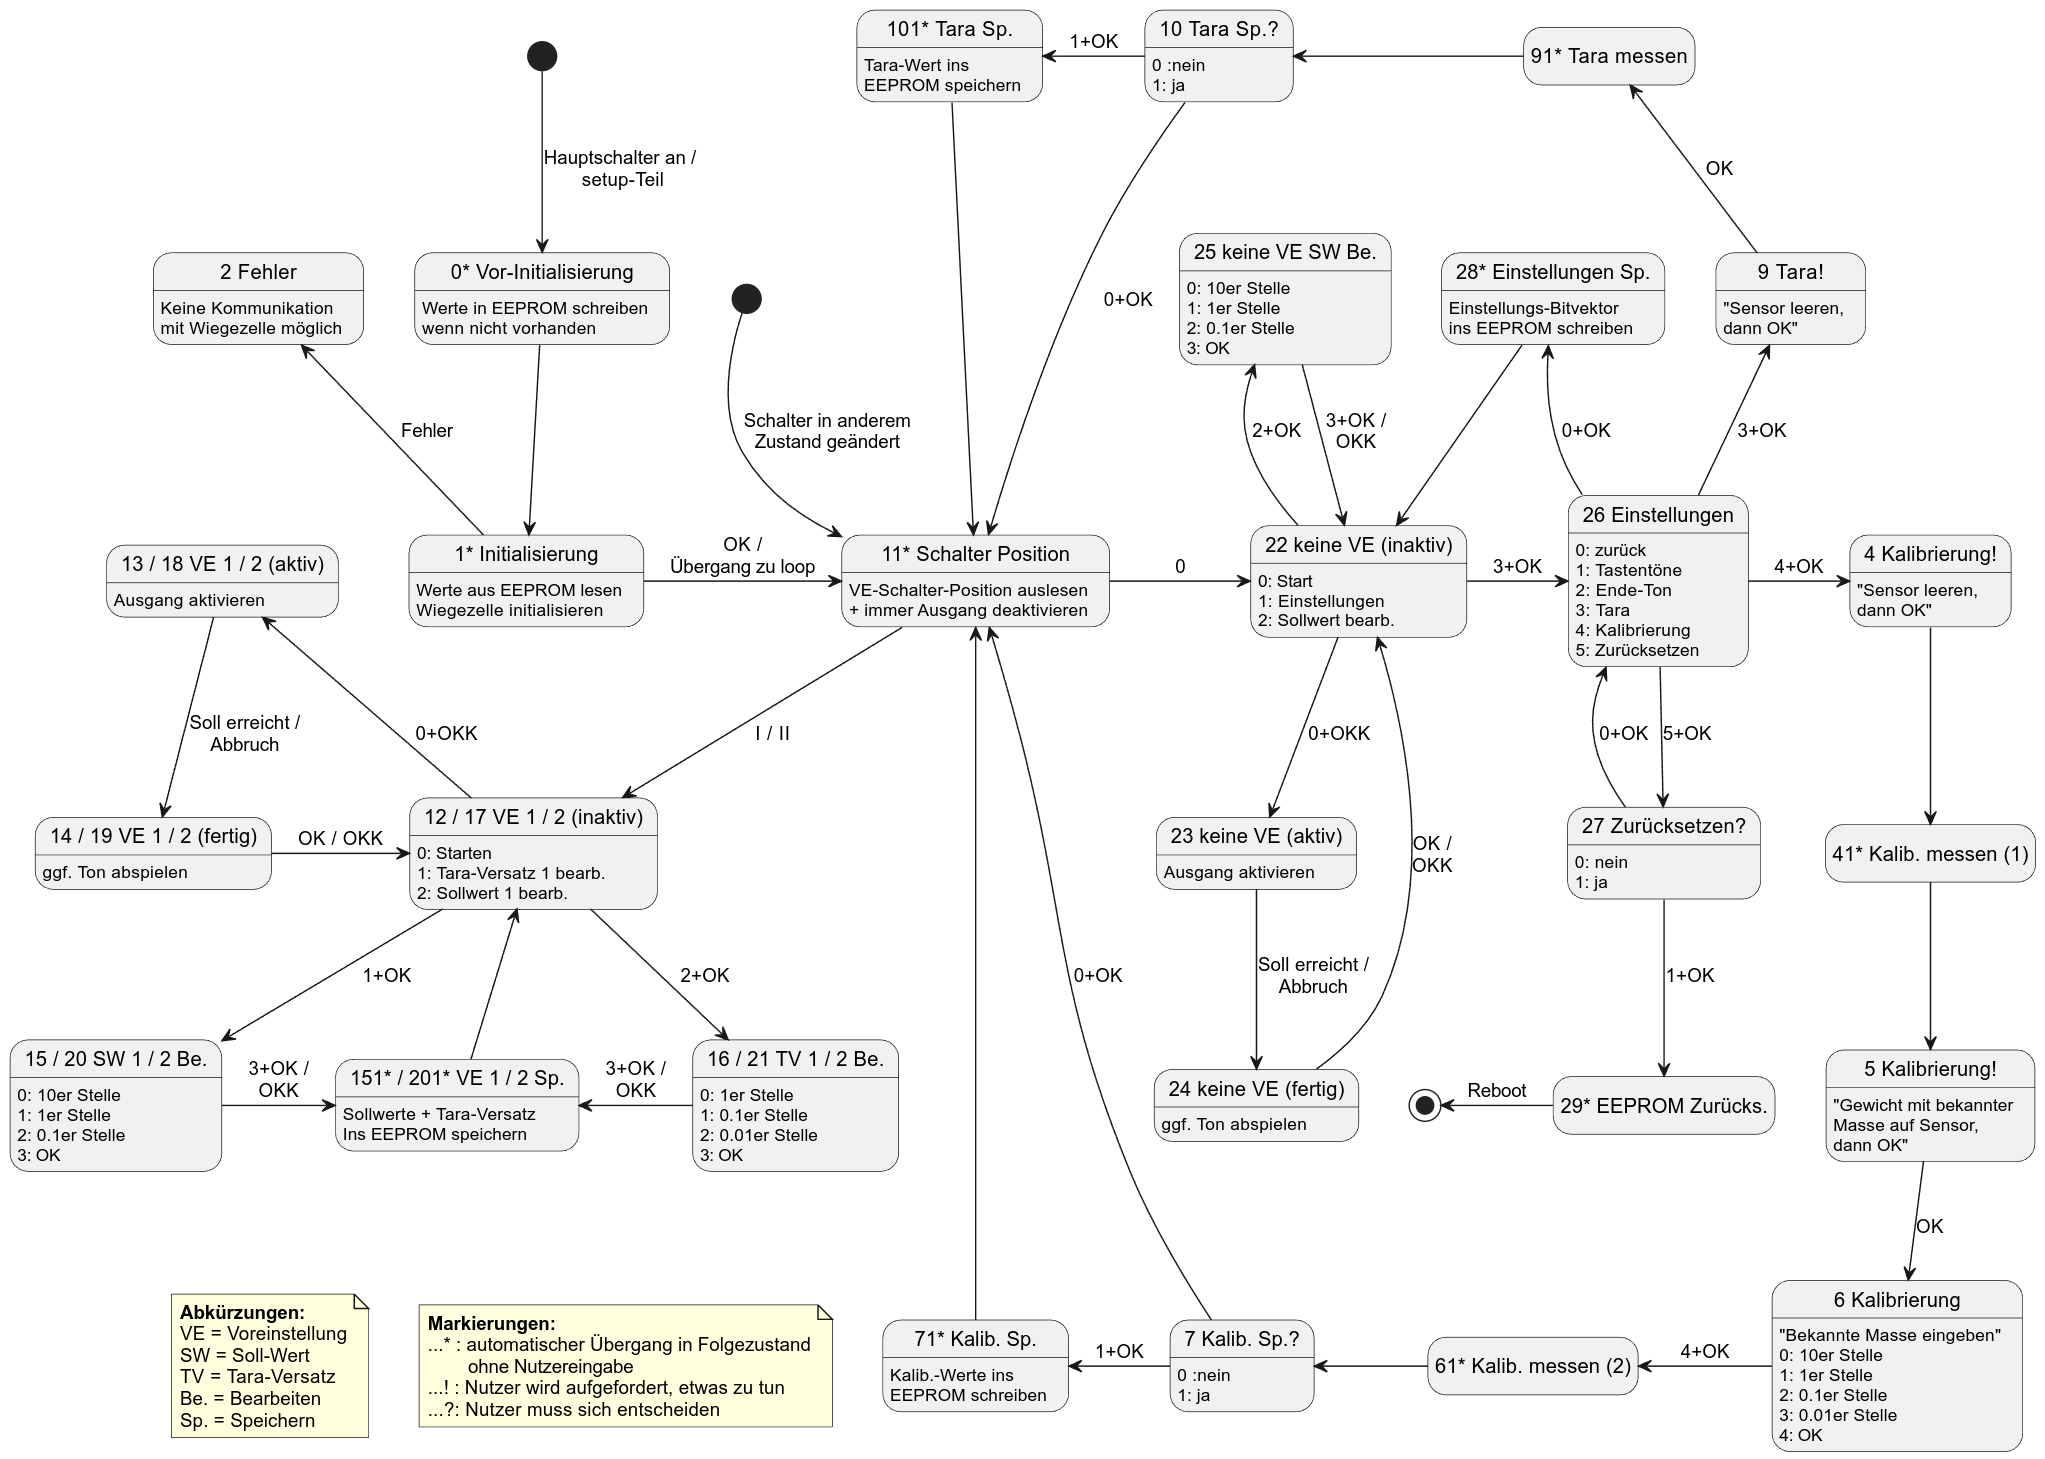 101* Tara Sp.
Tara-Wert ins
EEPROM speichern
1+OK
10 Tara Sp.?
0 :nein
1: ja
91* Tara messen
Hauptschalter an /
setup-Teil
OK
2 Fehler
Keine Kommunikation
mit Wiegezelle möglich
0* Vor-Initialisierung
Werte in EEPROM schreiben
wenn nicht vorhanden
0+OK
25 keine VE SW Be.
0: 10er Stelle
1: 1er Stelle
2: 0.1er Stelle
3: OK
28* Einstellungen Sp.
Einstellungs-Bitvektor
ins EEPROM schreiben
9 Tara!
"Sensor leeren,
dann OK"
Fehler
Schalter in anderem
Zustand geändert
2+OK
3+OK /
OKK
0+OK
3+OK
13 / 18 VE 1 / 2 (aktiv)
Ausgang aktivieren
1* Initialisierung
Werte aus EEPROM lesen
Wiegezelle initialisieren
OK /
Übergang zu loop
11* Schalter Position
VE-Schalter-Position auslesen
+ immer Ausgang deaktivieren
0
22 keine VE (inaktiv)
0: Start
1: Einstellungen
2: Sollwert bearb.
3+OK
26 Einstellungen
0: zurück
1: Tastentöne
2: Ende-Ton
3: Tara
4: Kalibrierung
5: Zurücksetzen
4+OK
4 Kalibrierung!
"Sensor leeren,
dann OK"
Soll erreicht /
Abbruch
0+OKK
I / II
0+OKK
0+OK
5+OK
14 / 19 VE 1 / 2 (fertig)
ggf. Ton abspielen
OK / OKK
12 / 17 VE 1 / 2 (inaktiv)
0: Starten
1: Tara-Versatz 1 bearb.
2: Sollwert 1 bearb.
23 keine VE (aktiv)
Ausgang aktivieren
OK /
OKK
27 Zurücksetzen?
0: nein
1: ja
41* Kalib. messen (1)
1+OK
2+OK
0+OK
Soll erreicht /
Abbruch
1+OK
15 / 20 SW 1 / 2 Be.
0: 10er Stelle
1: 1er Stelle
2: 0.1er Stelle
3: OK
3+OK /
OKK
151* / 201* VE 1 / 2 Sp.
Sollwerte + Tara-Versatz
Ins EEPROM speichern
3+OK /
OKK
16 / 21 TV 1 / 2 Be.
0: 1er Stelle
1: 0.1er Stelle
2: 0.01er Stelle
3: OK
24 keine VE (fertig)
ggf. Ton abspielen
Reboot
29* EEPROM Zurücks.
5 Kalibrierung!
"Gewicht mit bekannter
Masse auf Sensor,
dann OK"
OK
Abkürzungen:
VE = Voreinstellung
SW = Soll-Wert
TV = Tara-Versatz
Be. = Bearbeiten
Sp. = Speichern
Markierungen:
...* : automatischer Übergang in Folgezustand
ohne Nutzereingabe
...! : Nutzer wird aufgefordert, etwas zu tun
...?: Nutzer muss sich entscheiden
71* Kalib. Sp.
Kalib.-Werte ins
EEPROM schreiben
1+OK
7 Kalib. Sp.?
0 :nein
1: ja
61* Kalib. messen (2)
4+OK
6 Kalibrierung
"Bekannte Masse eingeben"
0: 10er Stelle
1: 1er Stelle
2: 0.1er Stelle
3: 0.01er Stelle
4: OK